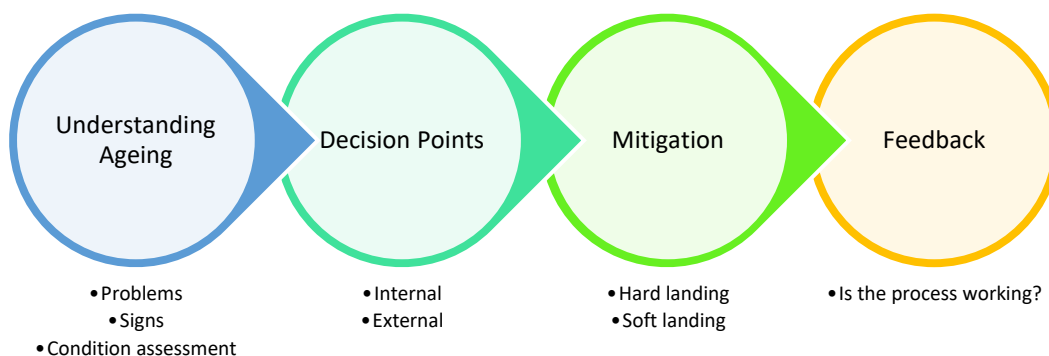 Understanding
Ageing
Decision Points
Mitigation
Feedback
•Problems
•Signs
•Condition assessment
•Internal
•External
•Hard landing
•Soft landing
•Is the process working?